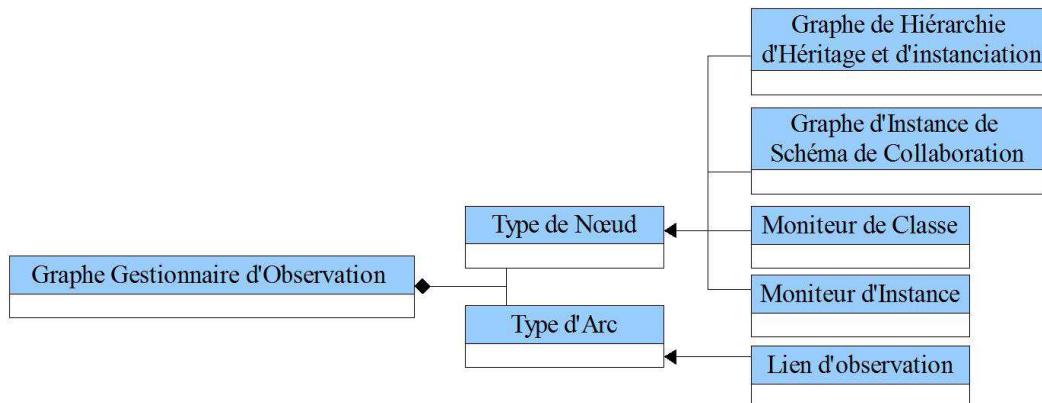 Graphe de Hiérarchie
d'Héritage et d'instanciation
Graphe d'Instance de
Schéma de Collaboration
Type de Nœud
Moniteur de Classe
Graphe Gestionnaire d'Observation
Moniteur d'Instance
Type d'Arc
Lien d'observation